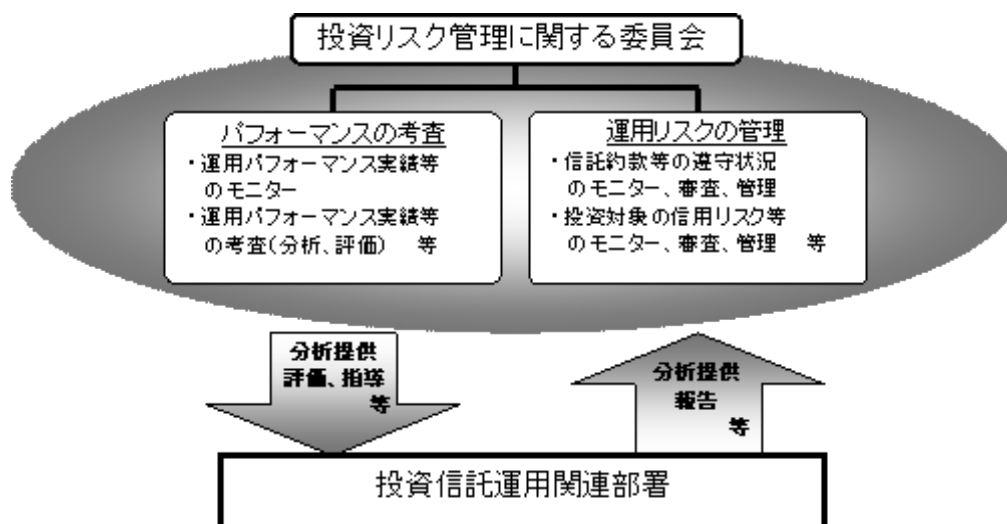 投資リスク管理に関する委員会
パフォーマンスの考査
・運用パフォーマンス実績等
のモニター
・運用パフォーマンス実績等
の考査(分析、評価) 等
運用リスクの管理
・信託約款等の遵守状況
のモニター、審査、管理
・投資対象の信用リスク等
のモニター、審査、管理 等
分析提供
評価、指導
等
分析提供
報告
等
投資信託運用関連部署